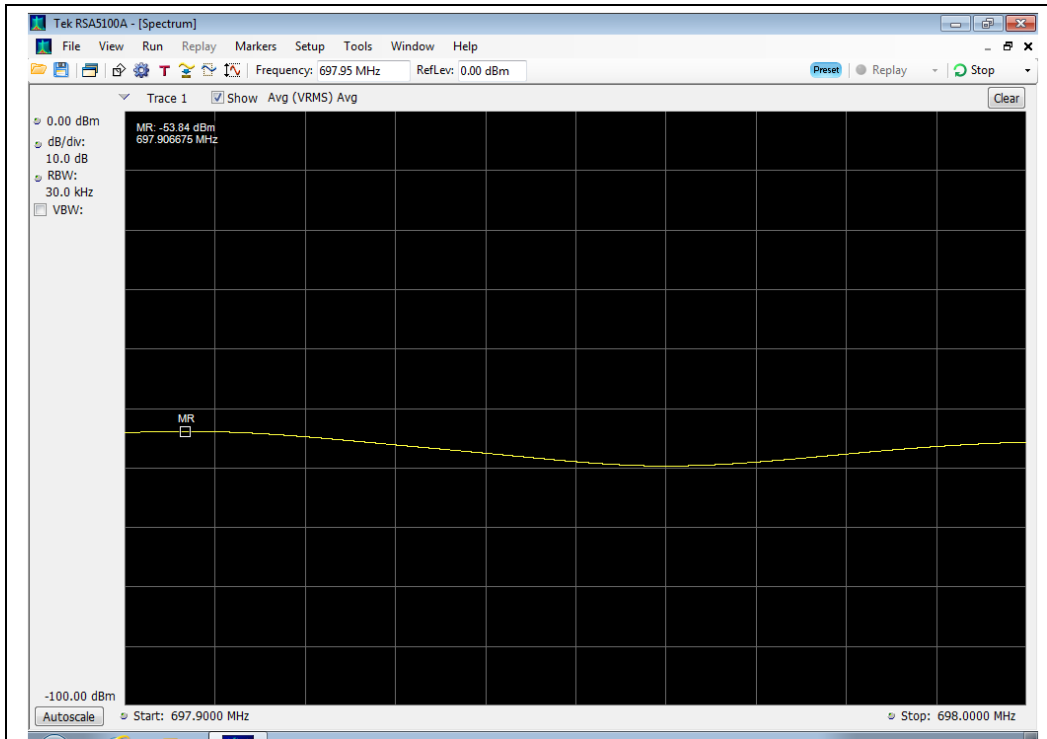 Tek RSA5100A - [Spectrum]
File View Run Replay Markers Setup Tools Window Help
T Frequency: 697.95 MHz RefLev: 0.00 dBm Preset Replay Stop
Trace 1 Show Avg (VRMS) Avg Clear
0.00 dBm
dB/div:
10.0 dB
RBW:
30.0 kHz
VBW:
MR: -53.84 dBm
697.906675 MHz
MR
-100.00 dBm
Autoscale Start: 697.9000 MHz Stop: 698.0000 MHz